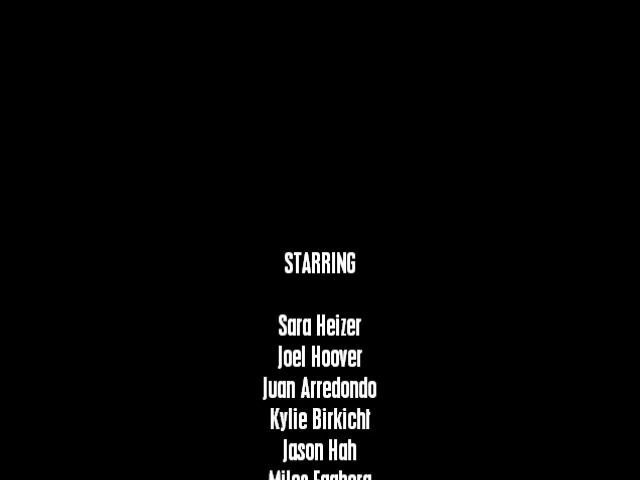 STARRING
Sara Heizer
Joel Hoover
Juan Arredondo
Kylie Birkicht
Jason Hah